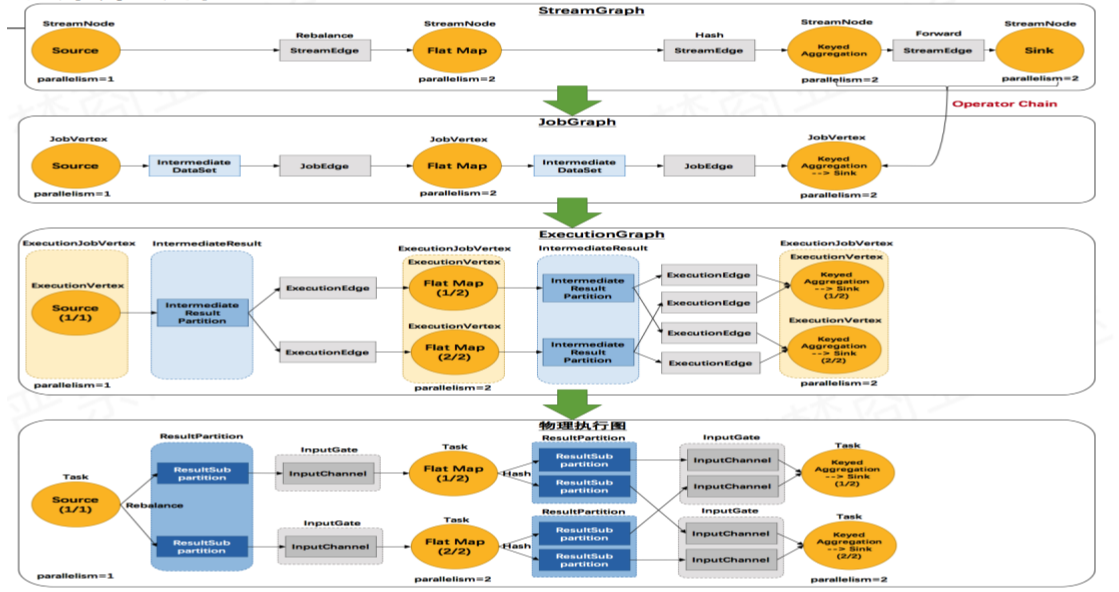 StreamGraph
StreamNode
StreamNode
StreamNode
StreamNode
Source
Rebalance
StreamEdge
Flat Map
Hash
StreamEdge
Keyed
Aggregation
Forward
StreamEdge
Sink
parallelism=1
parallelism=2
parallelism=2
parallelism=2
Operator Chain
JobGraph
JobVertex
JobVertex
JobVertex
Source
Intermediate
DataSet
JobEdge
Flat Map
Intermediate
DataSet
JobEdge
Keyed
Aggregation
--> Sink
parallelism=1
parallelism=2
parallelism=2
ExecutionGraph
ExecutionJobVertex
IntermediateResult
ExecutionJobVertex
IntermediateResult
ExecutionJobVertex
ExecutionVertex
Source
(1/1)
Intermediate
Result
Partition
ExecutionEdge
ExecutionEdge
ExecutionVertex
Flat Map
(1/2)
ExecutionVertex
Flat Map
(2/2)
Intermediate
Result
Partition
Intermediate
Result
Partition
ExecutionEdge
ExecutionEdge
ExecutionEdge
ExecutionEdge
ExecutionVertex
Keyed
Aggregation
--> Sink
(1/2)
ExecutionVertex
Keyed
Aggregation
--> Sink
(2/2)
parallelism=1
parallelism=2
parallelism=2
物理执行图
Task
Source
(1/1)
Rebalance
ResultPartition
ResultSub
partition
ResultSub
partition
InputGate
InputChannel
InputGate
InputChannel
Task
Flat Map
(1/2)
Hash
Task
Flat Map
(2/2)
Hash
ResultPartition
ResultSub
partition
ResultSub
partition
ResultPartition
ResultSub
partition
ResultSub
partition
InputGate
InputChannel
InputChannel
InputGate
InputChannel
InputChannel
Task
Keyed
Aggregation
--> Sink
(1/2)
Task
Keyed
Aggregation
--> Sink
(2/2)
parallelism=1
parallelism=2
parallelism=2